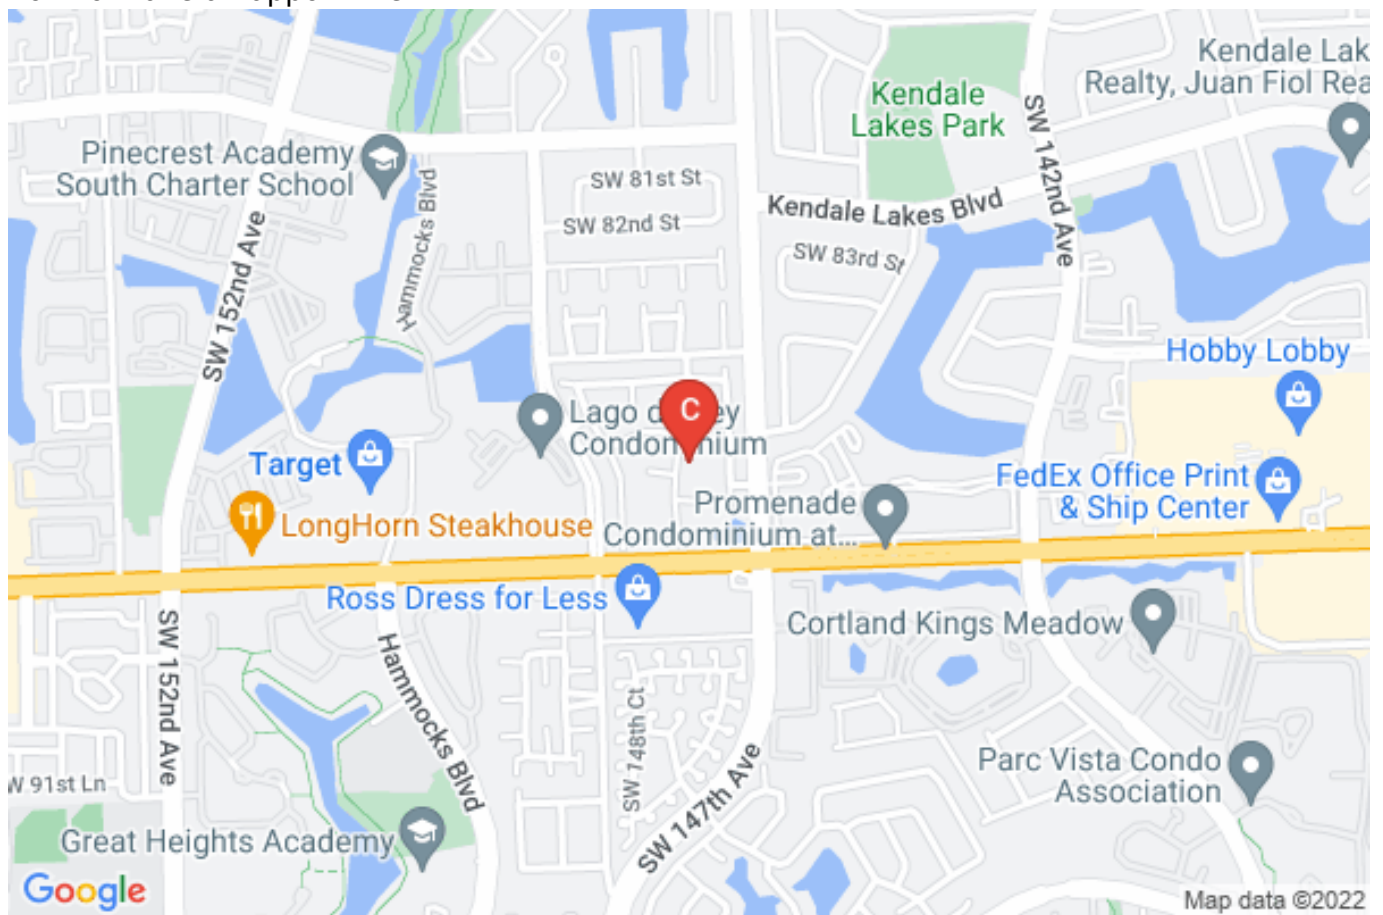 Kendale Lak
Realty, Juan Fiol Rea
Kendale
Lakes Park
SW 142nd Ave
Pinecrest Academy
South Charter School
Hammocks Blvd
SW 81st St
SW 82nd St
Kendale Lakes Blvd
SW 83rd St
SW 152nd Ave
Hobby Lobby
C
Lago d
ey
Condominium
Target
FedEx Office Print
& Ship Center
Promenade
Condominium at...
LongHorn Steakhouse
Ross Dress for Less
Cortland Kings Meadow
SW 152nd Ave
Hammocks Blvd
SW 148th Ct
SW 147th Ave
Parc Vista Condo
Association
W 91st Ln
Great Heights Academy
Google
Map data ©2022